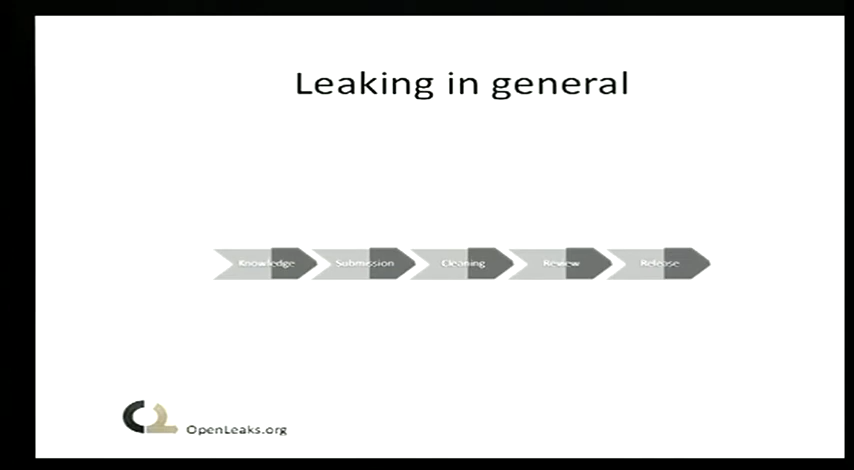 Leaking in general
Knowledge Submission Cleaning Review Release
OpenLeaks.org